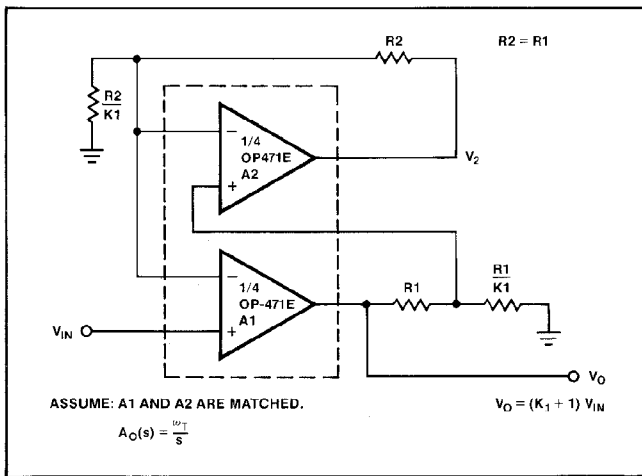 R2
R2 = R1
R2
K1
−
1/4
OP471E
A2
+
V2
−
1/4
OP-471E
A1
+
R1
R1
K1
VIN
VO
ASSUME: A1 AND A2 ARE MATCHED.
AO(s) = ωT
s
VO = (K1 + 1) VIN